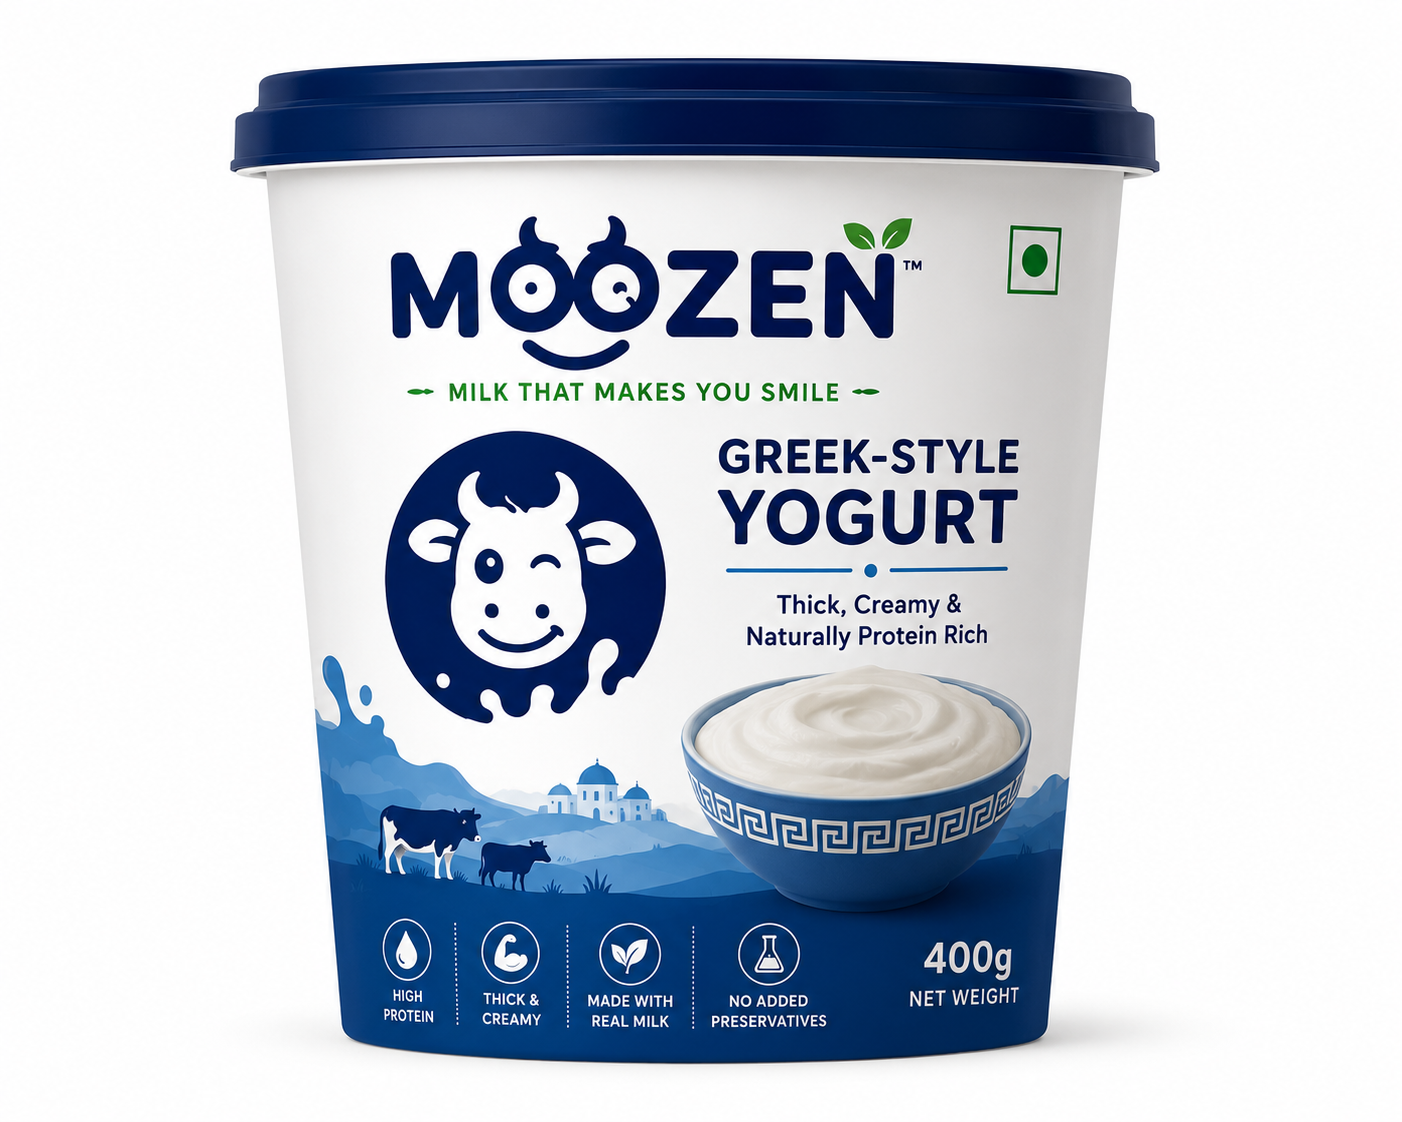 MOOZEN™
MILK THAT MAKES YOU SMILE
GREEK-STYLE
YOGURT
Thick, Creamy &
Naturally Protein Rich
HIGH
PROTEIN
THICK &
CREAMY
MADE WITH
REAL MILK
NO ADDED
PRESERVATIVES
400g
NET WEIGHT